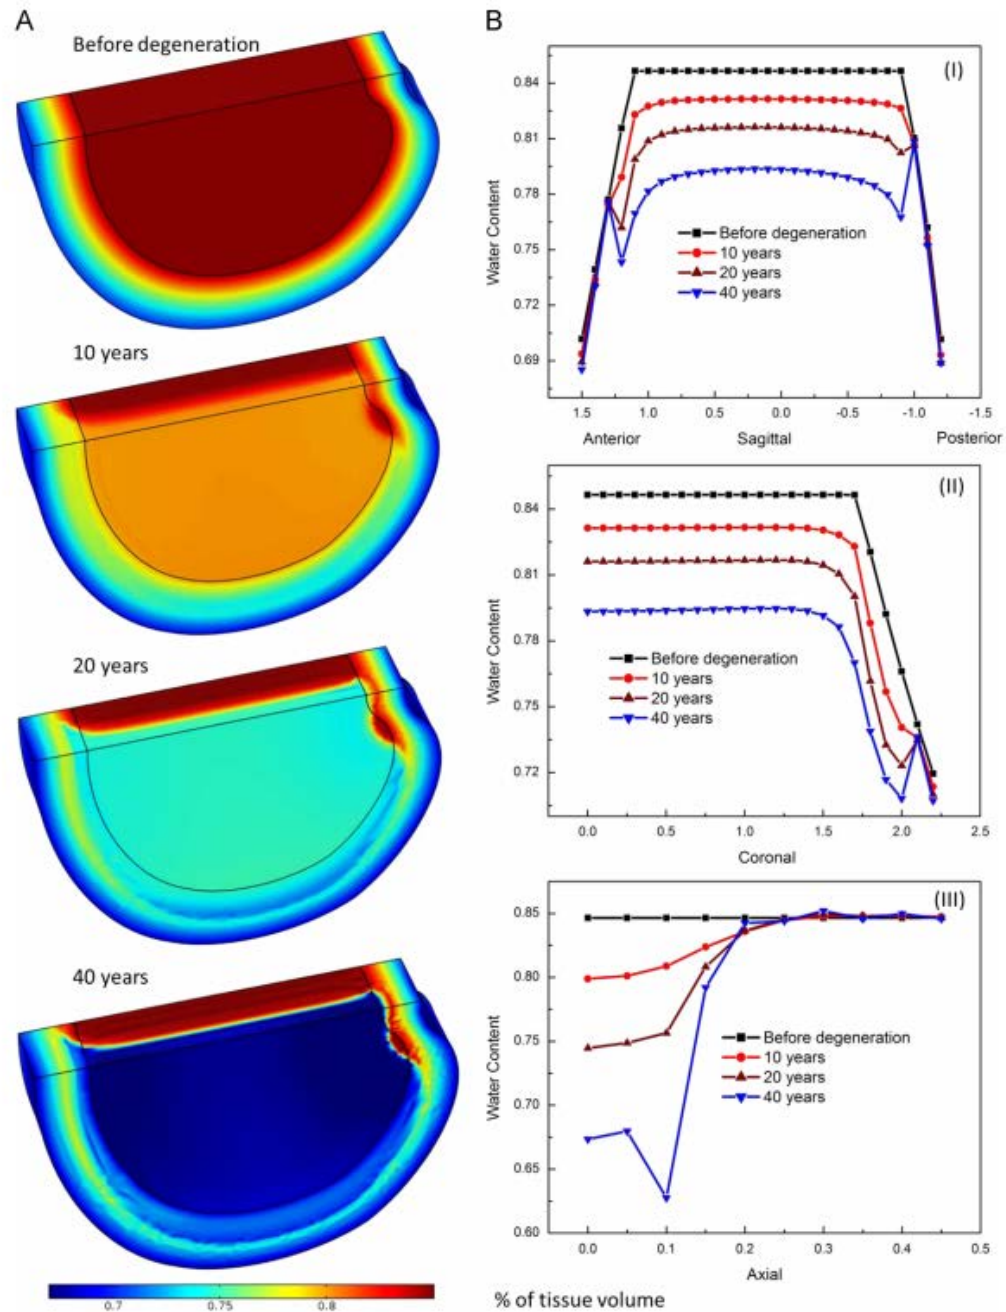 A
Before degeneration
10 years
20 years
40 years
0.7 0.75 0.8
B
(I)
0.84
0.81
0.78
0.75
0.72
0.69
Water Content
Before degeneration
10 years
20 years
40 years
1.5 1.0 0.5 0.0 -0.5 -1.0 -1.5
Anterior Sagittal Posterior
(II)
0.84
0.81
0.78
0.75
0.72
Water Content
Before degeneration
10 years
20 years
40 years
0.0 0.5 1.0 1.5 2.0 2.5
Coronal
(III)
0.85
0.80
0.75
0.70
0.65
0.60
Water Content
Before degeneration
10 years
20 years
40 years
0.0 0.1 0.2 0.3 0.4 0.5
Axial
% of tissue volume